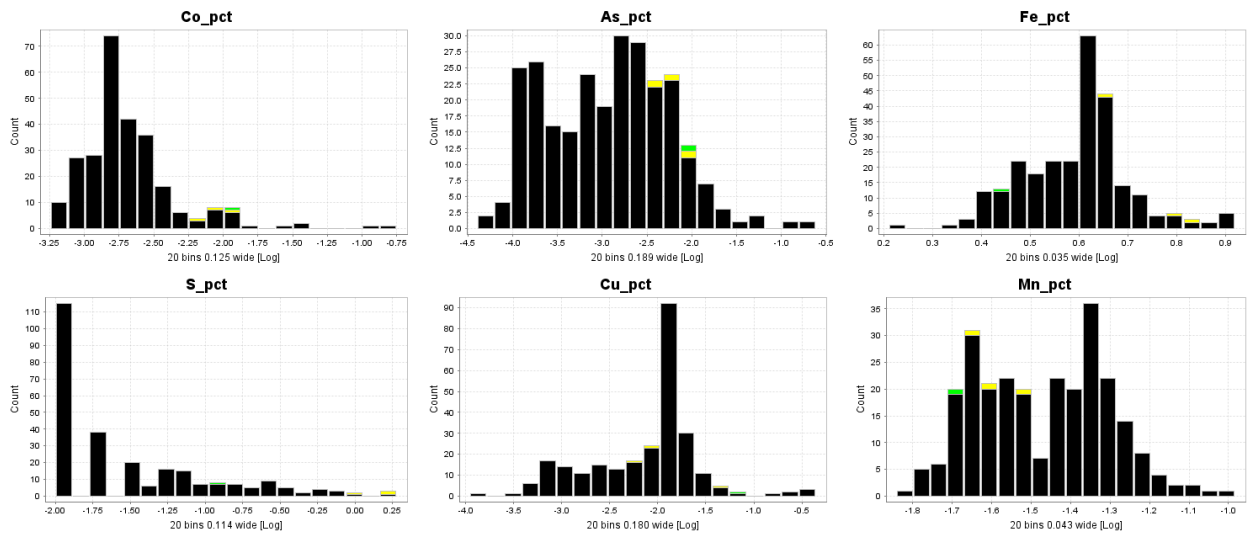 Co_pct
Count
70
60
50
40
30
20
10
0
-3.25 -3.00 -2.75 -2.50 -2.25 -2.00 -1.75 -1.50 -1.25 -1.00 -0.75
20 bins 0.125 wide [Log]
As_pct
Count
30.0
27.5
25.0
22.5
20.0
17.5
15.0
12.5
10.0
7.5
5.0
2.5
0.0
-4.5 -4.0 -3.5 -3.0 -2.5 -2.0 -1.5 -1.0 -0.5
20 bins 0.189 wide [Log]
Fe_pct
Count
60
55
50
45
40
35
30
25
20
15
10
5
0
0.2 0.3 0.4 0.5 0.6 0.7 0.8 0.9
20 bins 0.035 wide [Log]
S_pct
Count
110
100
90
80
70
60
50
40
30
20
10
0
-2.00 -1.75 -1.50 -1.25 -1.00 -0.75 -0.50 -0.25 0.00 0.25
20 bins 0.114 wide [Log]
Cu_pct
Count
90
80
70
60
50
40
30
20
10
0
-4.0 -3.5 -3.0 -2.5 -2.0 -1.5 -1.0 -0.5
20 bins 0.180 wide [Log]
Mn_pct
Count
35
30
25
20
15
10
5
0
-1.8 -1.7 -1.6 -1.5 -1.4 -1.3 -1.2 -1.1 -1.0
20 bins 0.043 wide [Log]